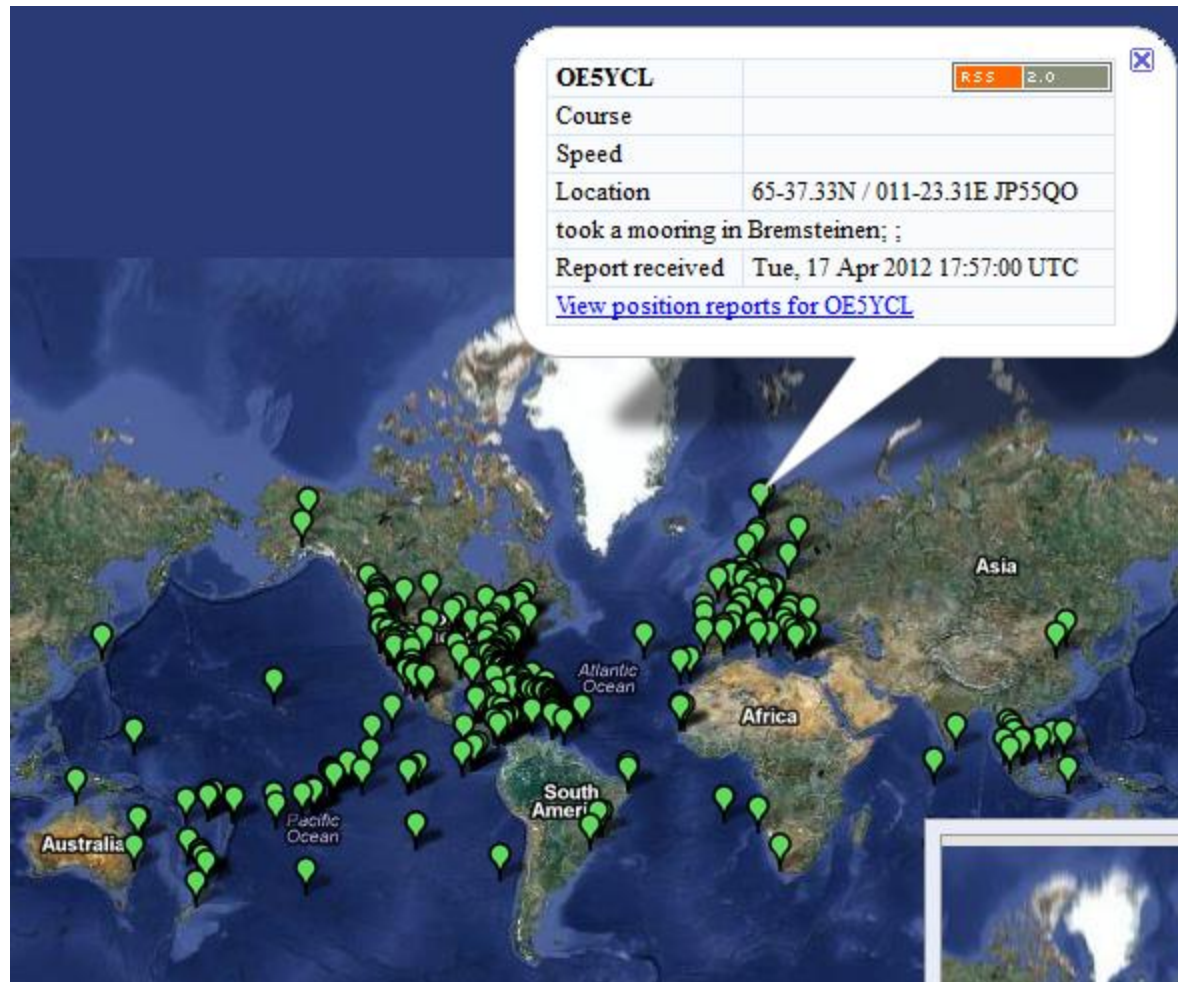 OE5YCL RSS 2.0
Course
Speed
Location 65-37.33N / 011-23.31E JP55QO
took a mooring in Bremsteinen; ;
Report received Tue, 17 Apr 2012 17:57:00 UTC
View position reports for OE5YCL
Asia
Atlantic
Ocean
Africa
South
Ameri
Pacific
Ocean
Australia